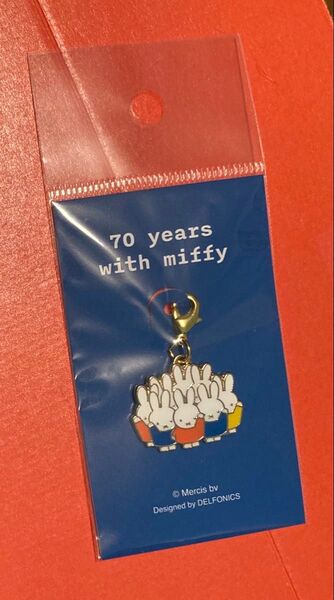 70 years
with miffy
© Mercis bv
Designed by DELFONICS